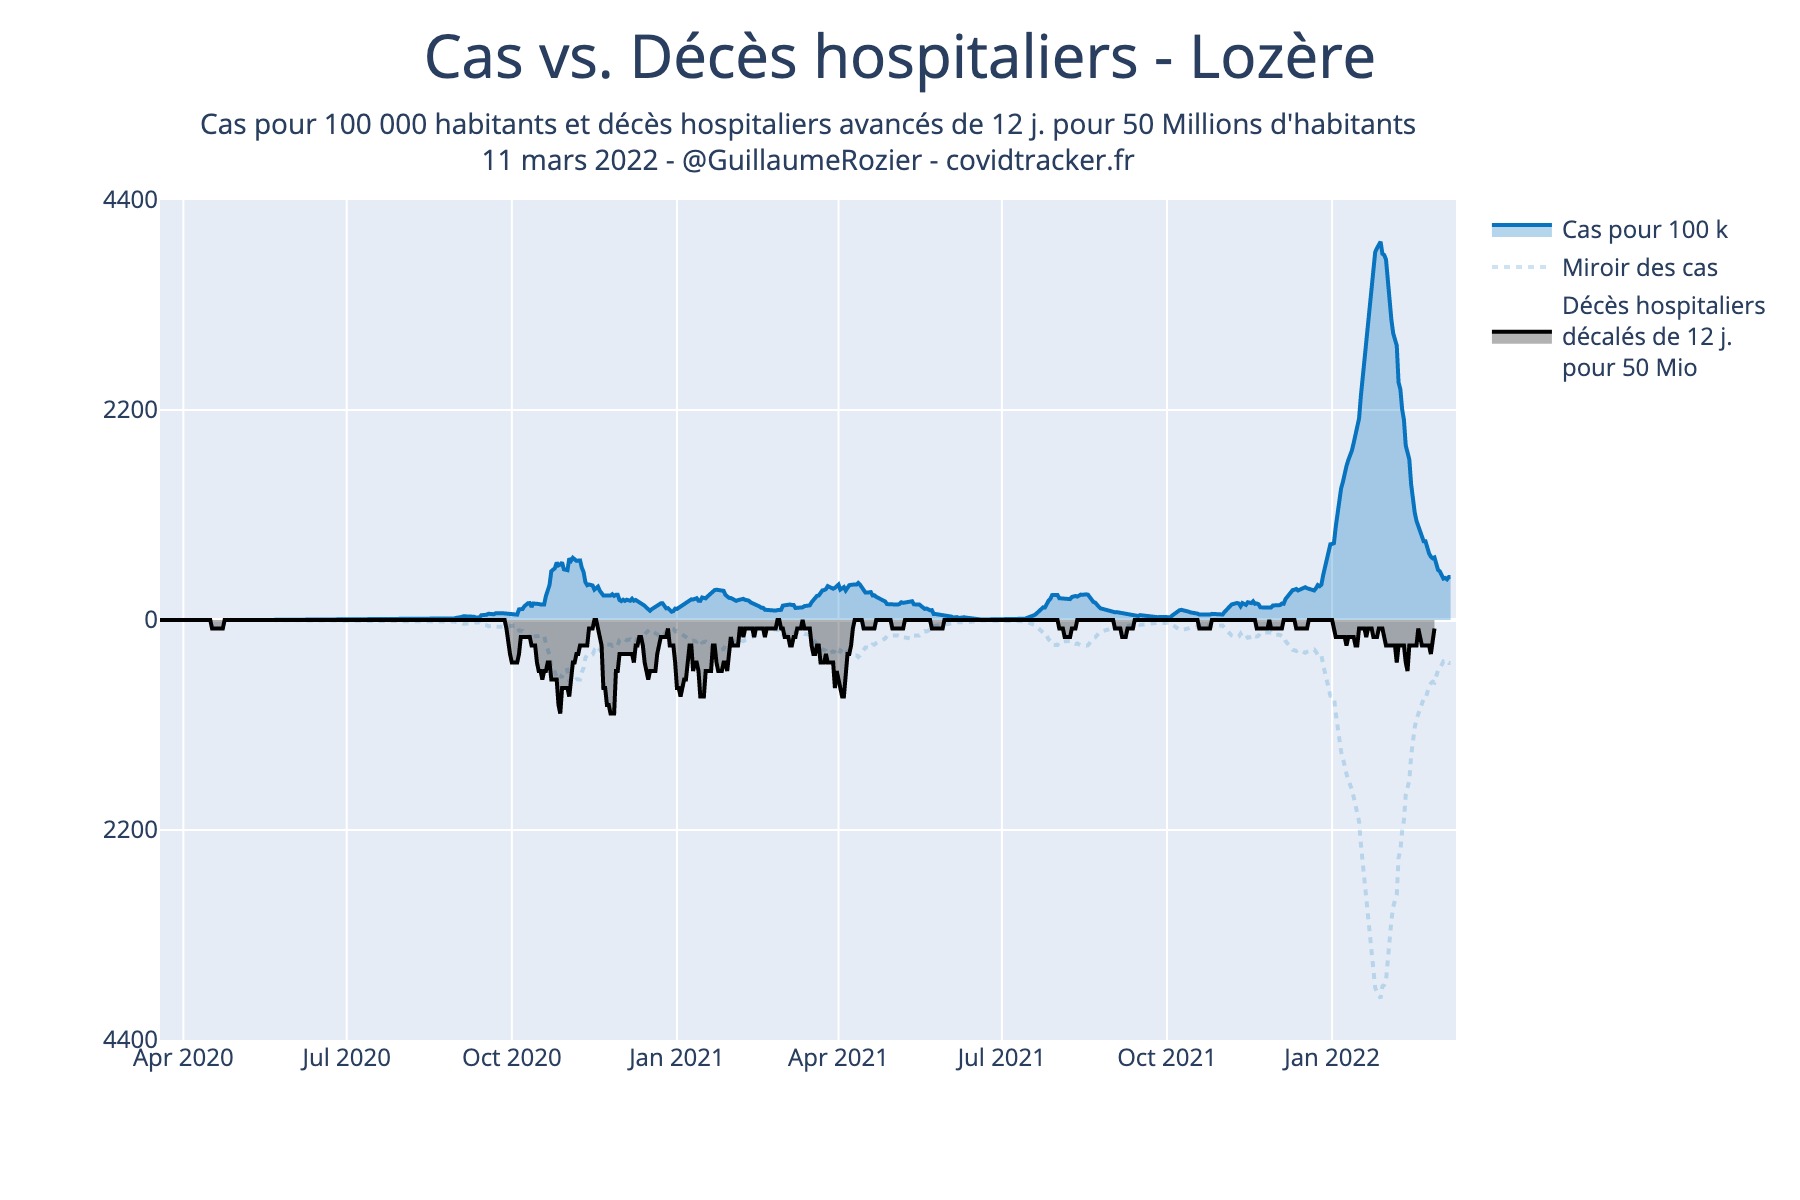 Cas vs. Décès hospitaliers - Lozère
Cas pour 100 000 habitants et décès hospitaliers avancés de 12 j. pour 50 Millions d'habitants
11 mars 2022 - @GuillaumeRozier - covidtracker.fr
4400
2200
0
2200
4400
Apr 2020
Jul 2020
Oct 2020
Jan 2021
Apr 2021
Jul 2021
Oct 2021
Jan 2022
Cas pour 100 k
Miroir des cas
Décès hospitaliers
décalés de 12 j.
pour 50 Mio